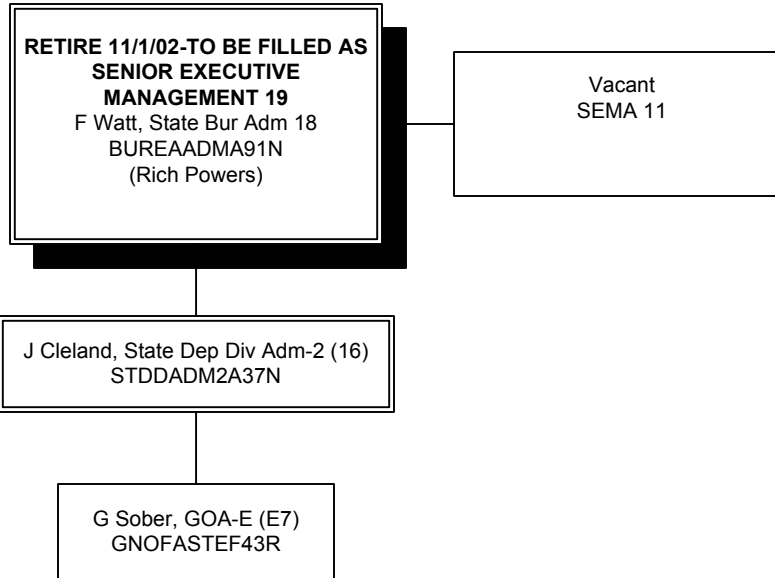 RETIRE 11/1/02-TO BE FILLED AS
SENIOR EXECUTIVE
MANAGEMENT 19
F Watt, State Bur Adm 18
BUREAADMA91N
(Rich Powers)
Vacant
SEMA 11
J Cleland, State Dep Div Adm-2 (16)
STDDADM2A37N
G Sober, GOA-E (E7)
GNOFASTEF43R